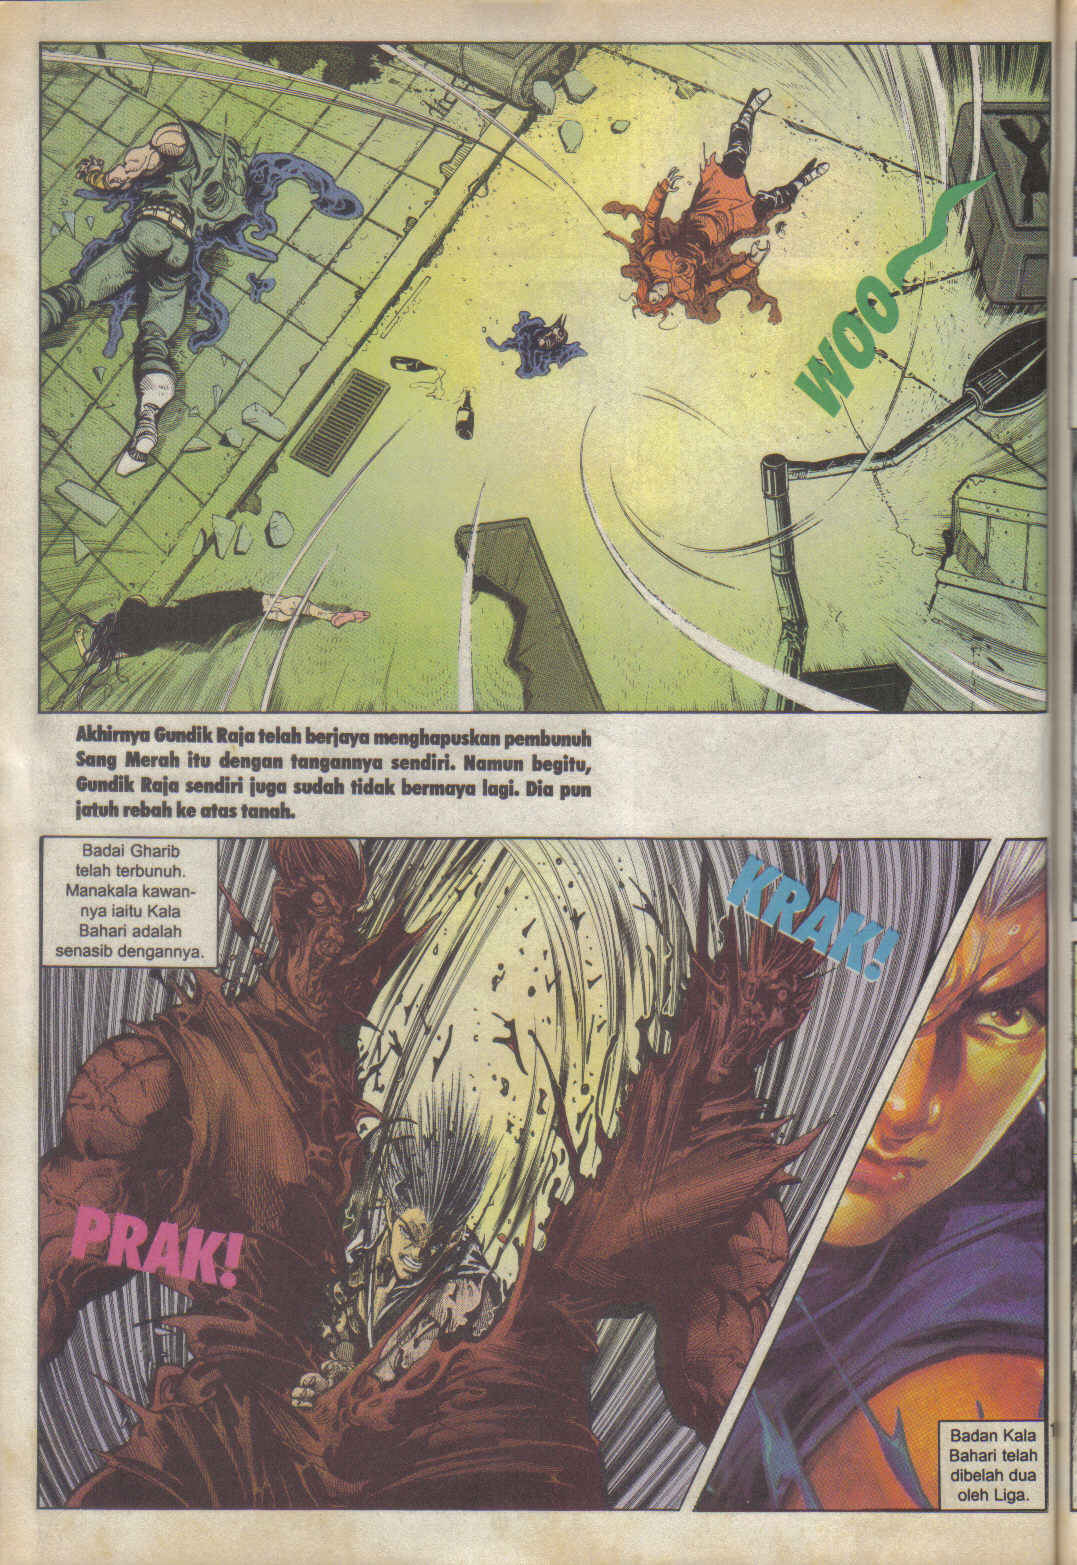 WOO
Akhirnya Gundik Raja telah berjaya menghapuskan pembunuh
Sang Merah itu dengan tangannya sendiri. Namun begitu,
Gundik Raja sendiri juga sudah tidak bermaya lagi. Dia pun
jatuh rebah ke atas tanah.
Badai Gharib
telah terbunuh.
Manakala kawan-
nya iaitu Kala
Bahari adalah
senasib dengannya.
KRAK!
PRAK!
Badan Kala
Bahari telah
dibelah dua
oleh Liga.